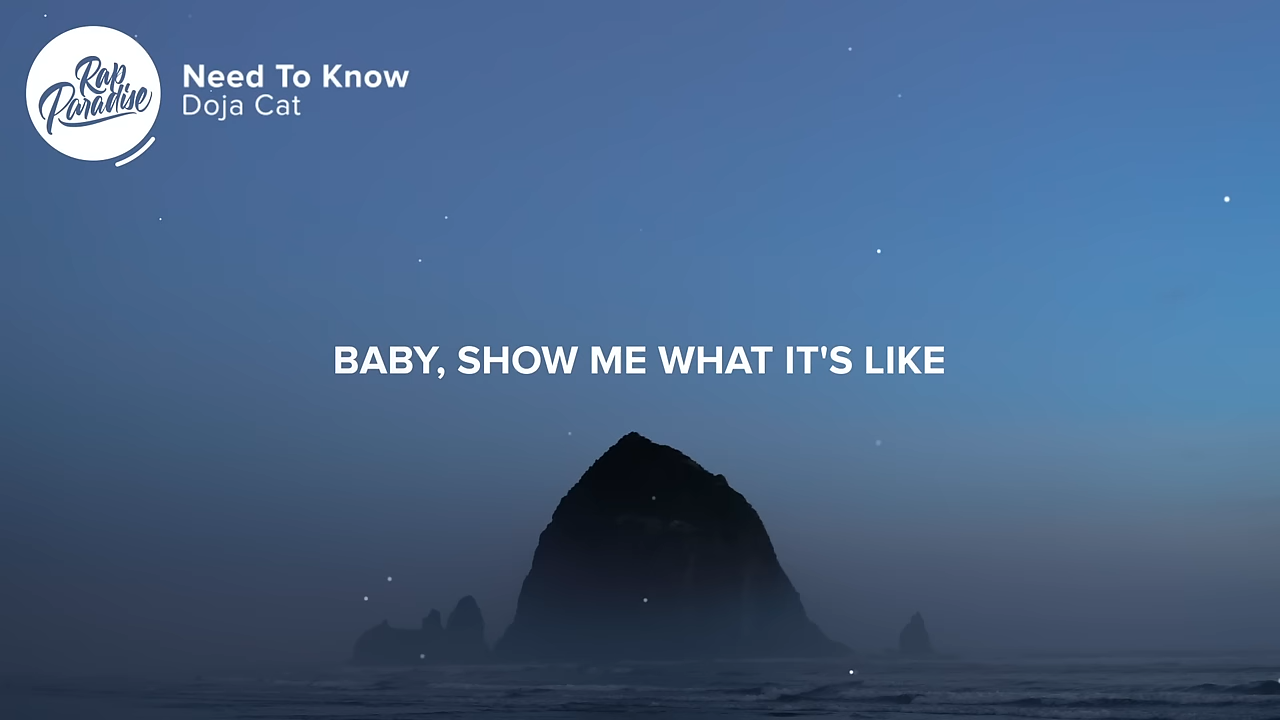 Rap
Paradise
Need To Know
Doja Cat
BABY, SHOW ME WHAT IT'S LIKE